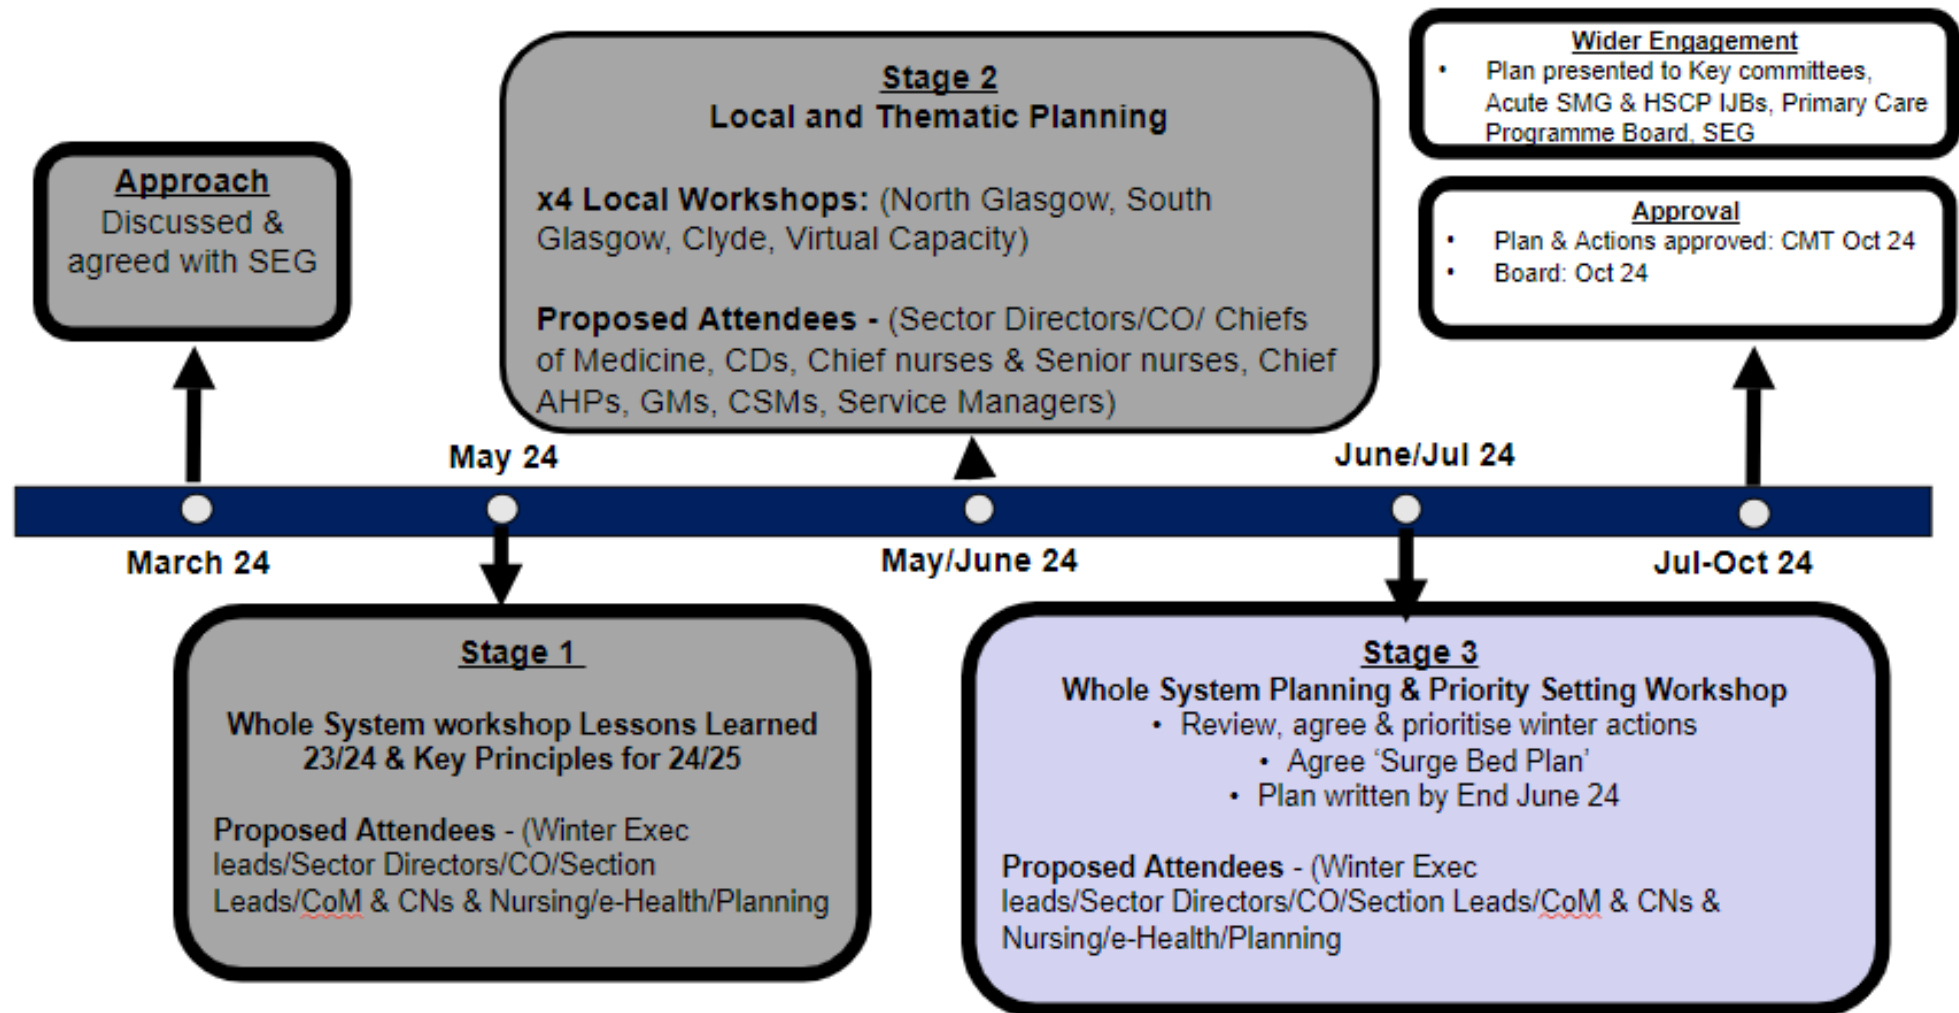 Approach
Discussed &
agreed with SEG
Stage 2
Local and Thematic Planning
x4 Local Workshops: (North Glasgow, South
Glasgow, Clyde, Virtual Capacity)
Proposed Attendees - (Sector Directors/CO/ Chiefs
of Medicine, CDs, Chief nurses & Senior nurses, Chief
AHPs, GMs, CSMs, Service Managers)
Wider Engagement
• Plan presented to Key committees,
Acute SMG & HSCP IJBs, Primary Care
Programme Board, SEG
Approval
• Plan & Actions approved: CMT Oct 24
• Board: Oct 24
May 24
June/Jul 24
March 24
May/June 24
Jul-Oct 24
Stage 1
Whole System workshop Lessons Learned
23/24 & Key Principles for 24/25
Proposed Attendees - (Winter Exec
leads/Sector Directors/CO/Section
Leads/CoM & CNs & Nursing/e-Health/Planning
Stage 3
Whole System Planning & Priority Setting Workshop
• Review, agree & prioritise winter actions
• Agree ‘Surge Bed Plan’
• Plan written by End June 24
Proposed Attendees - (Winter Exec
leads/Sector Directors/CO/Section Leads/CoM & CNs &
Nursing/e-Health/Planning